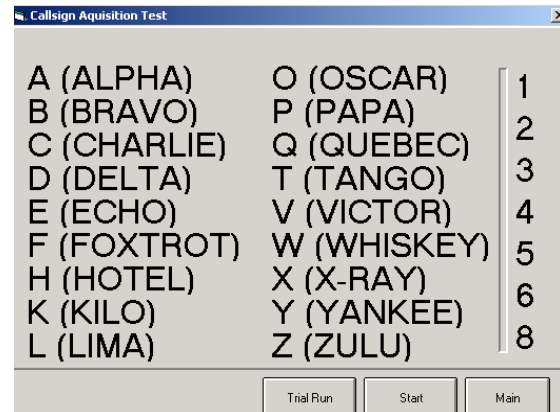 Callsign Aquisition Test
A (ALPHA)
B (BRAVO)
C (CHARLIE)
D (DELTA)
E (ECHO)
F (FOXTROT)
H (HOTEL)
K (KILO)
L (LIMA)
O (OSCAR)
P (PAPA)
Q (QUEBEC)
T (TANGO)
V (VICTOR)
W (WHISKEY)
X (X-RAY)
Y (YANKEE)
Z (ZULU)
1
2
3
4
5
6
8
Trial Run
Start
Main